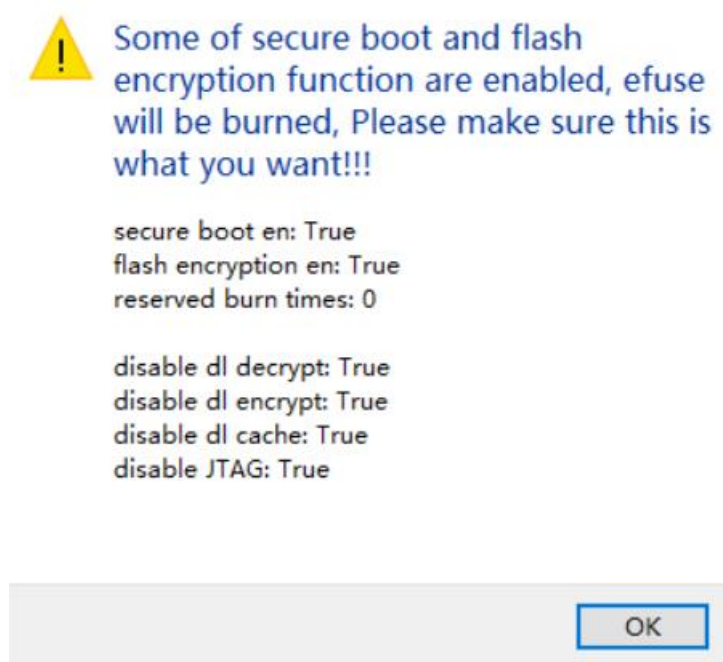 Some of secure boot and flash
encryption function are enabled, efuse
will be burned, Please make sure this is
what you want!!!
secure boot en: True
flash encryption en: True
reserved burn times: 0
disable dl decrypt: True
disable dl encrypt: True
disable dl cache: True
disable JTAG: True
OK